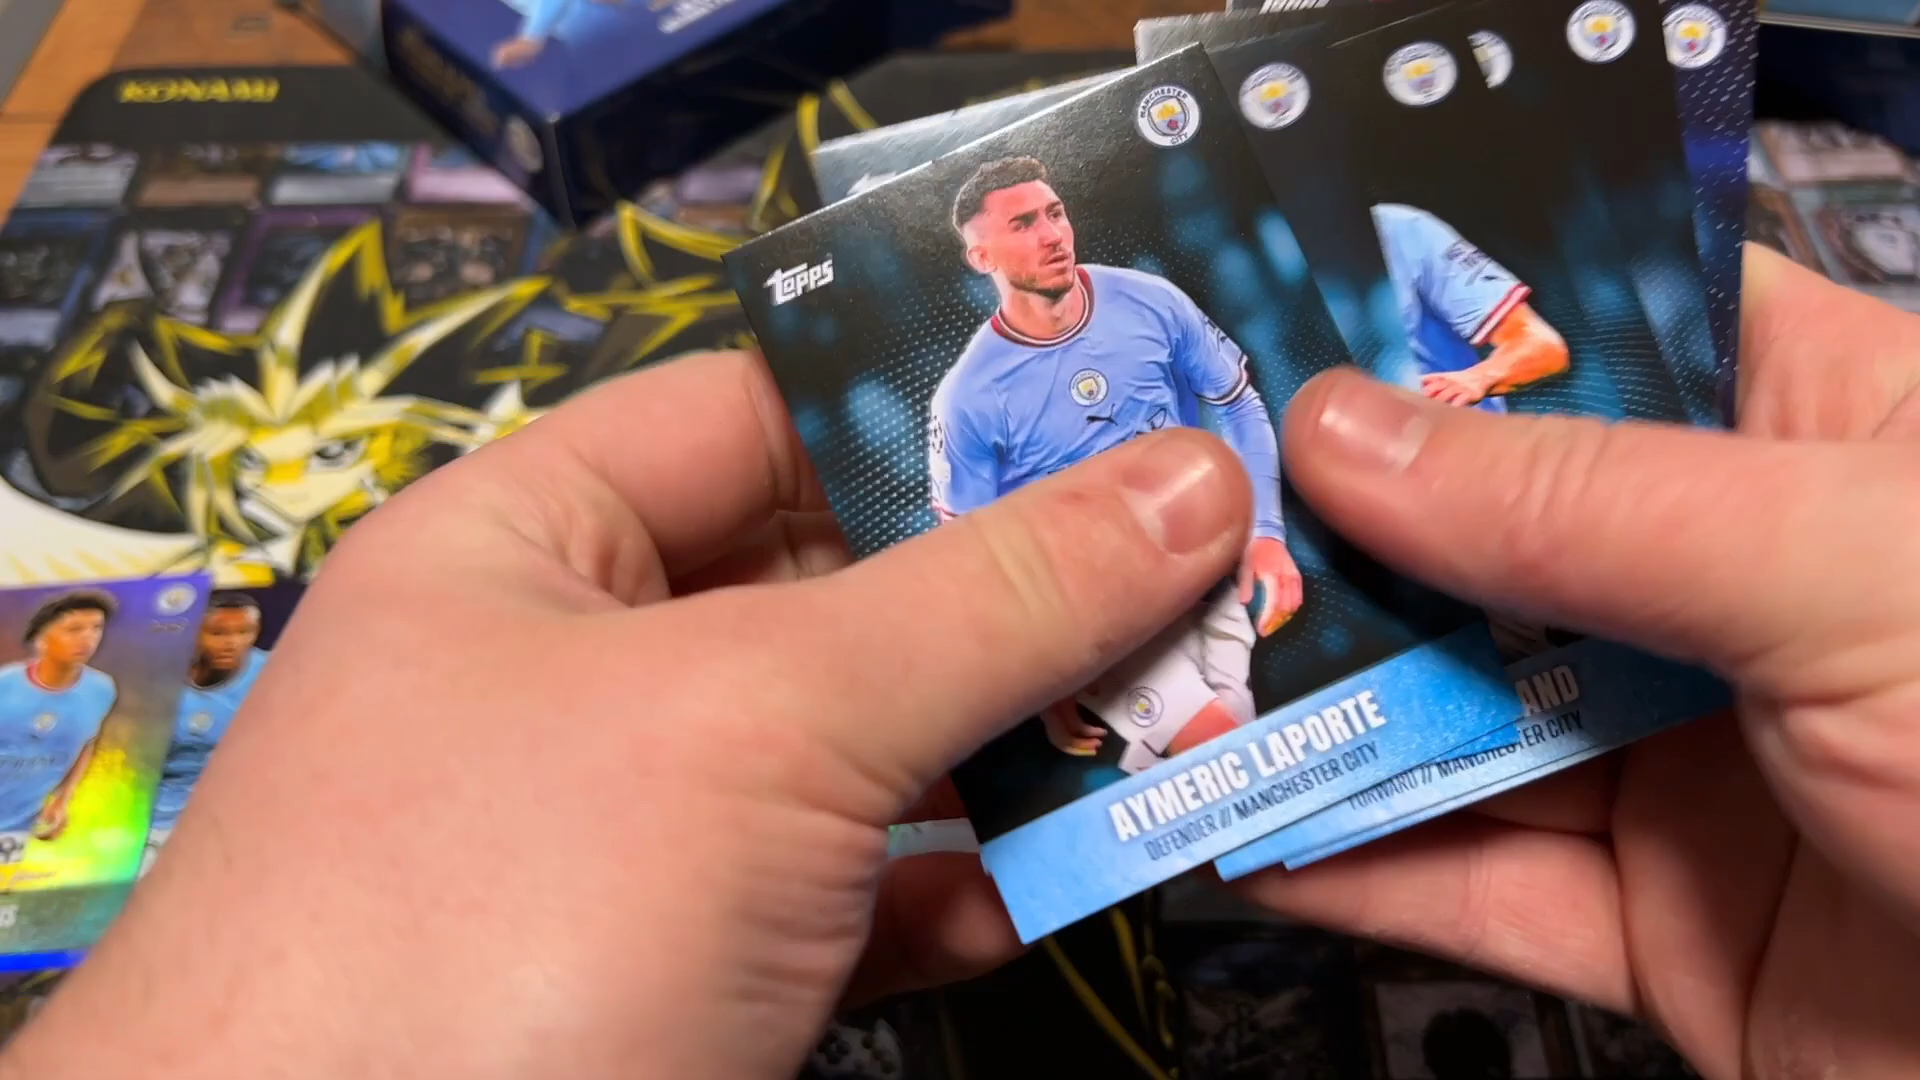 KONAMI
Topps
MANCHESTER
CITY
AYMERIC LAPORTE
DEFENDER // MANCHESTER CITY
AND
FORWARD // MANCHESTER CITY